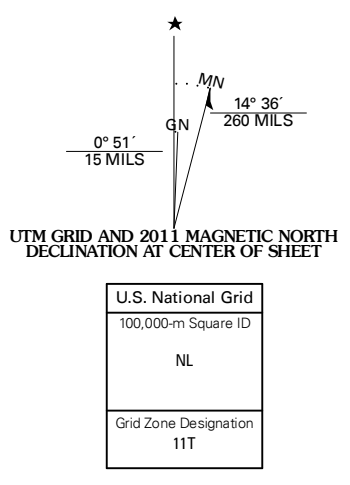 ★
MN
14° 36´
260 MILS
GN
0° 51´
15 MILS
UTM GRID AND 2011 MAGNETIC NORTH
DECLINATION AT CENTER OF SHEET
U.S. National Grid
100,000-m Square ID
NL
Grid Zone Designation
11T